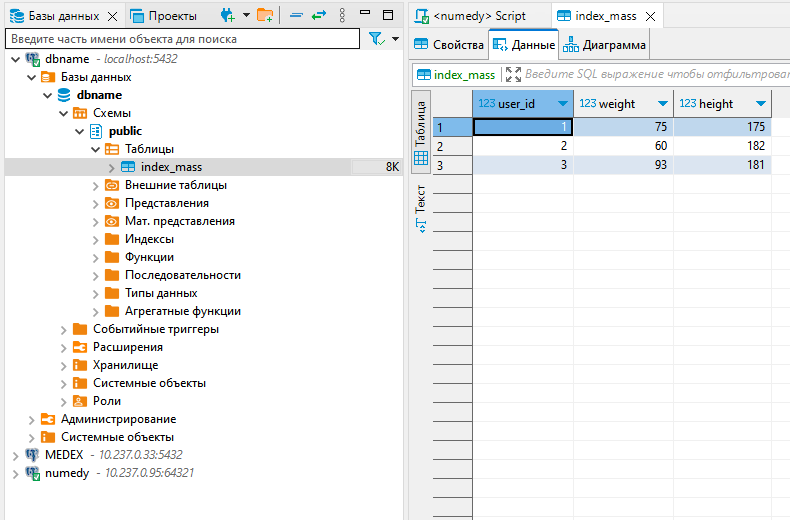 Базы данных
Проекты
Введите часть имени объекта для поиска
dbname - localhost:5432
Базы данных
dbname
Схемы
public
Таблицы
index_mass 8K
Внешние таблицы
Представления
Мат. представления
Индексы
Функции
Последовательности
Типы данных
Агрегатные функции
Событийные триггеры
Расширения
Хранилище
Системные объекты
Роли
Администрирование
Системные объекты
MEDEX - 10.237.0.33:5432
numedy - 10.237.0.95:64321
<numedy> Script
index_mass
Свойства
Данные
Диаграмма
index_mass
Введите SQL выражение чтобы отфильтрова
Таблица
Текст
123 user_id 123 weight 123 height
1 1 75 175
2 2 60 182
3 3 93 181